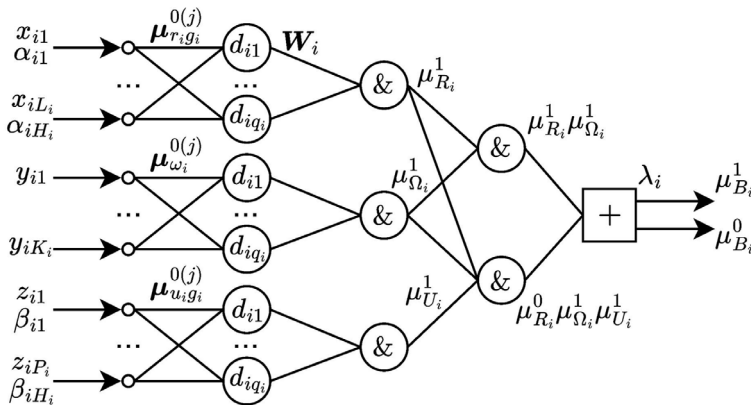 x_{i1} μ^{0(j)}_{r_i g_i} d_{i1} W_i
α_{i1}
... ... & μ^1_{R_i}
x_{iL_i} d_{iq_i}
α_{iH_i} & μ^1_{R_i} μ^1_{Ω_i}
y_{i1} μ^{0(j)}_{ω_i} d_{i1} μ^1_{Ω_i} λ_i μ^1_{B_i}
... ... & +
y_{iK_i} d_{iq_i} μ^0_{B_i}
z_{i1} μ^{0(j)}_{u_i g_i} d_{i1} μ^1_{U_i} &
β_{i1} μ^0_{R_i} μ^1_{Ω_i} μ^1_{U_i}
... ... &
z_{iP_i} d_{iq_i}
β_{iH_i}